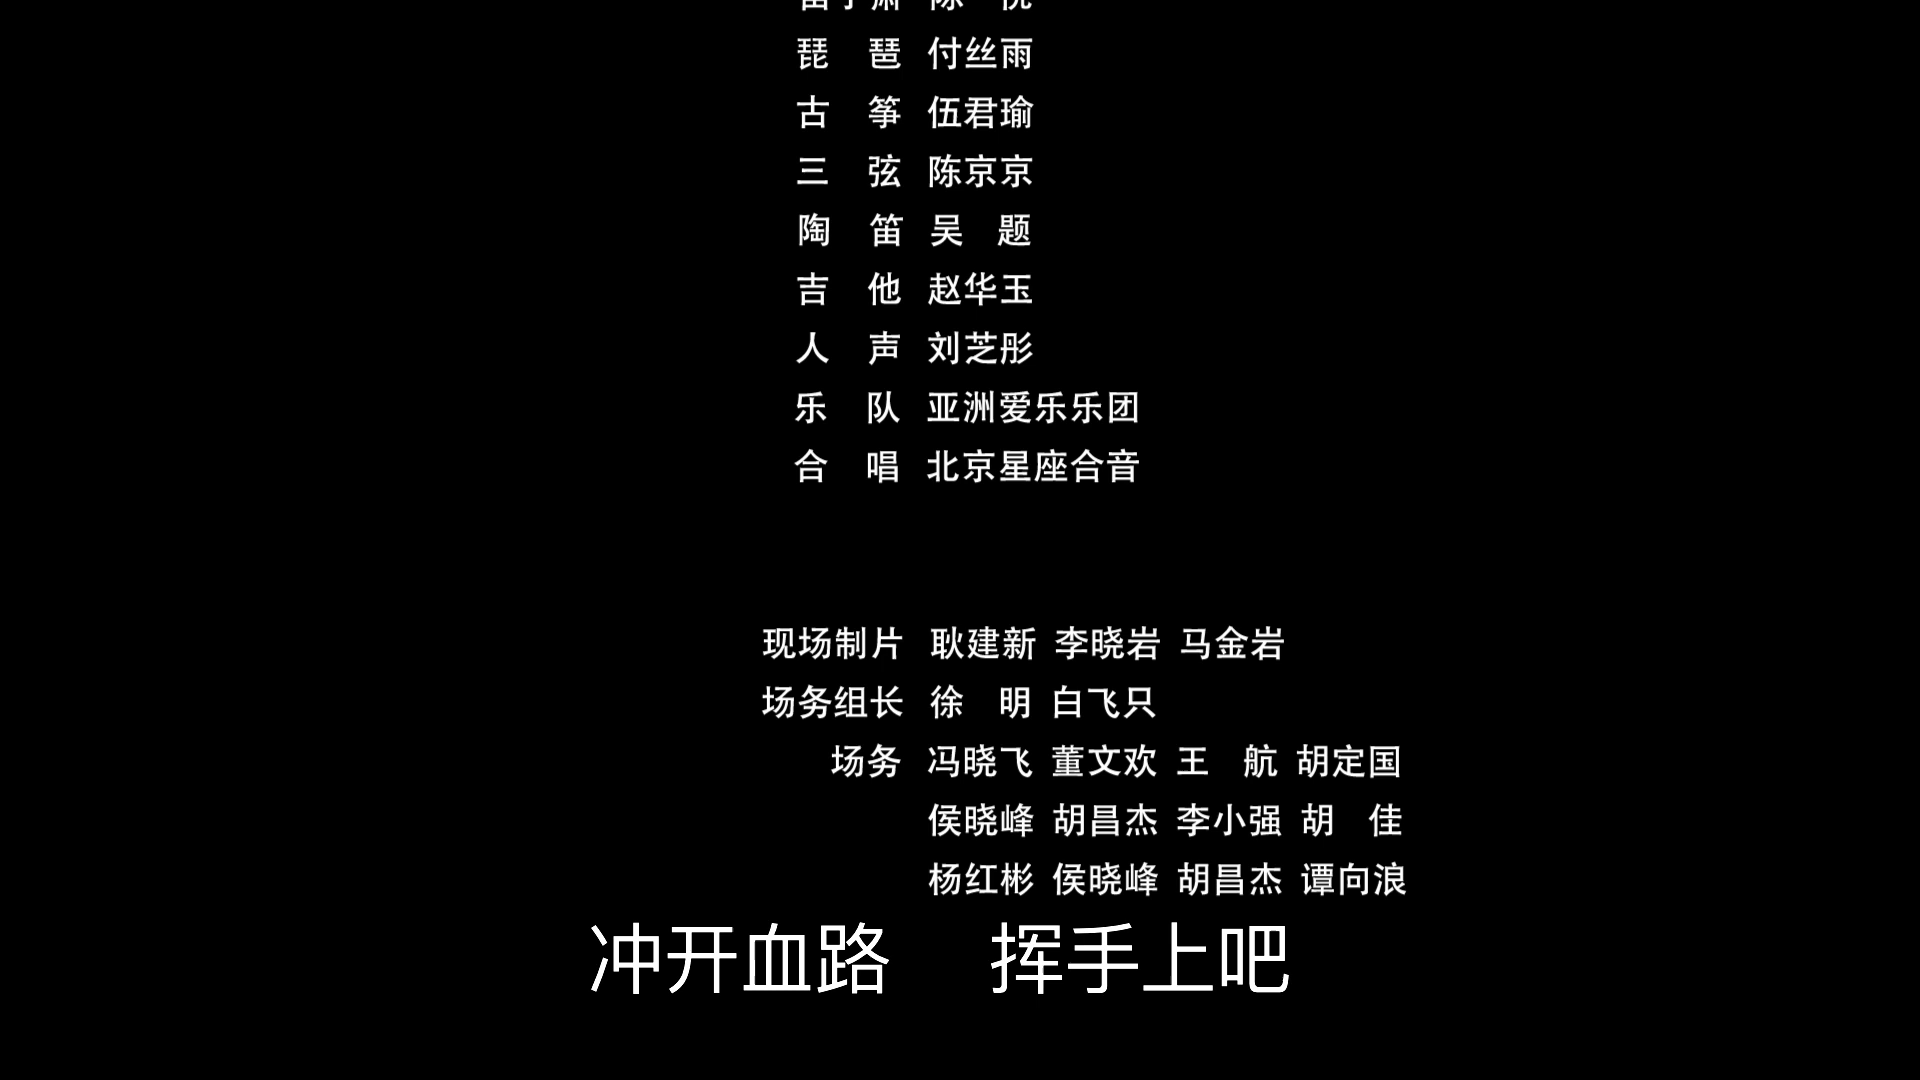 琵 琶 付丝雨
古 筝 伍君瑜
三 弦 陈京京
陶 笛 吴 题
吉 他 赵华玉
人 声 刘芝彤
乐 队 亚洲爱乐乐团
合 唱 北京星座合音
现场制片 耿建新 李晓岩 马金岩
场务组长 徐 明 白飞只
场务 冯晓飞 董文欢 王 航 胡定国
侯晓峰 胡昌杰 李小强 胡 佳
杨红彬 侯晓峰 胡昌杰 谭向浪
冲开血路 挥手上吧